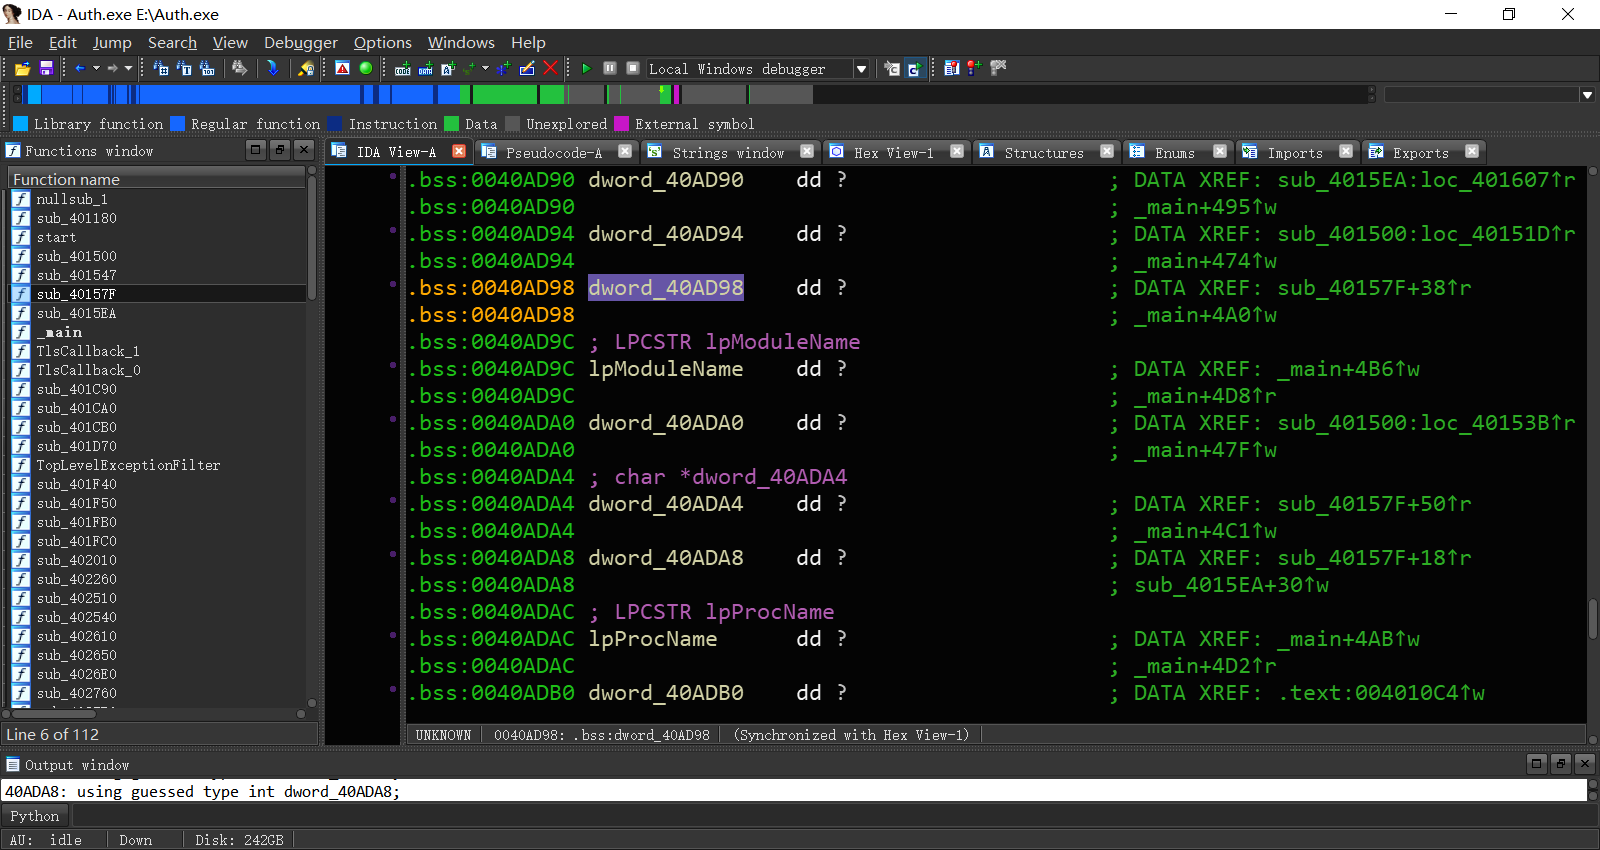 IDA - Auth.exe E:\Auth.exe
File Edit Jump Search View Debugger Options Windows Help
Local Windows debugger
Library function Regular function Instruction Data Unexplored External symbol
Functions window
IDA View-A Pseudocode-A Strings window Hex View-1 Structures Enums Imports Exports
Function name
nullsub_1
sub_401180
start
sub_401500
sub_401547
sub_40157F
sub_4015EA
_main
TlsCallback_1
TlsCallback_0
sub_401C90
sub_401CA0
sub_401CB0
sub_401D70
TopLevelExceptionFilter
sub_401F40
sub_401F50
sub_401FB0
sub_401FC0
sub_402010
sub_402260
sub_402510
sub_402540
sub_402610
sub_402650
sub_4026E0
sub_402760
Line 6 of 112
.bss:0040AD90 dword_40AD90 dd ? ; DATA XREF: sub_4015EA:loc_401607↑r
.bss:0040AD90 ; _main+495↑w
.bss:0040AD94 dword_40AD94 dd ? ; DATA XREF: sub_401500:loc_40151D↑r
.bss:0040AD94 ; _main+474↑w
.bss:0040AD98 dword_40AD98 dd ? ; DATA XREF: sub_40157F+38↑r
.bss:0040AD98 ; _main+4A0↑w
.bss:0040AD9C ; LPCSTR lpModuleName
.bss:0040AD9C lpModuleName dd ? ; DATA XREF: _main+4B6↑w
.bss:0040AD9C ; _main+4D8↑r
.bss:0040ADA0 dword_40ADA0 dd ? ; DATA XREF: sub_401500:loc_40153B↑r
.bss:0040ADA0 ; _main+47F↑w
.bss:0040ADA4 ; char *dword_40ADA4
.bss:0040ADA4 dword_40ADA4 dd ? ; DATA XREF: sub_40157F+50↑r
.bss:0040ADA4 ; _main+4C1↑w
.bss:0040ADA8 dword_40ADA8 dd ? ; DATA XREF: sub_40157F+18↑r
.bss:0040ADA8 ; sub_4015EA+30↑w
.bss:0040ADAC ; LPCSTR lpProcName
.bss:0040ADAC lpProcName dd ? ; DATA XREF: _main+4AB↑w
.bss:0040ADAC ; _main+4D2↑r
.bss:0040ADB0 dword_40ADB0 dd ? ; DATA XREF: .text:004010C4↑w
UNKNOWN 0040AD98: .bss:dword_40AD98 (Synchronized with Hex View-1)
Output window
40ADA8: using guessed type int dword_40ADA8;
Python
AU: idle Down Disk: 242GB